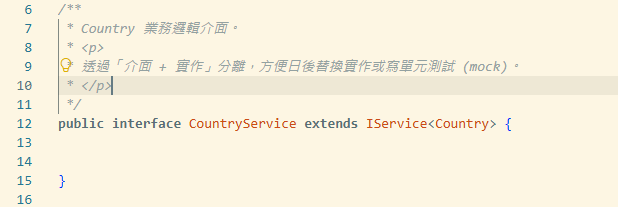 6 /**
7  * Country 業務邏輯介面。
8  * <p>
9  * 透過「介面 + 實作」分離，方便日後替換實作或寫單元測試 (mock)。
10  * </p>
11  */
12 public interface CountryService extends IService<Country> {
13
14
15 }
16